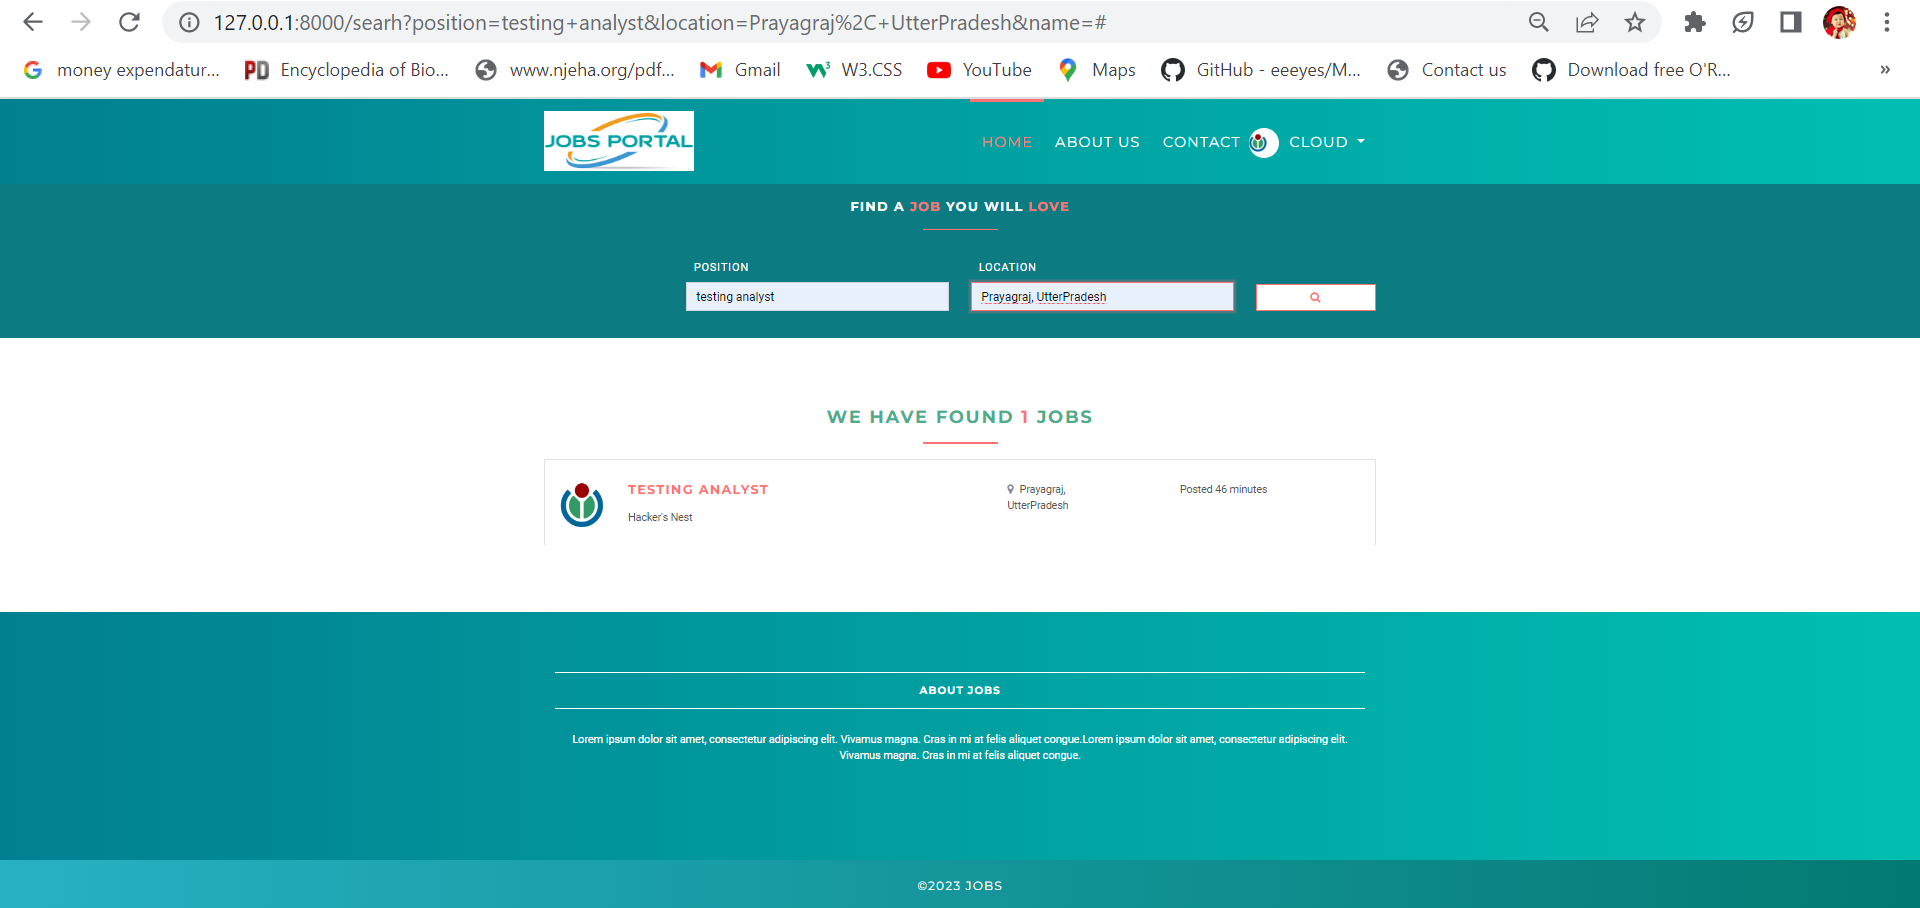 127.0.0.1:8000/searh?position=testing+analyst&location=Prayagraj%2C+UtterPradesh&name=#
money expendatur... Encyclopedia of Bio... www.njeha.org/pdf... Gmail W3.CSS YouTube Maps GitHub - eeeyes/M... Contact us Download free O'R... »
JOBS PORTAL HOME ABOUT US CONTACT CLOUD
FIND A JOB YOU WILL LOVE
POSITION LOCATION
testing analyst Prayagraj, UtterPradesh
WE HAVE FOUND 1 JOBS
TESTING ANALYST Prayagraj, Posted 46 minutes
UtterPradesh
Hacker's Nest
ABOUT JOBS
Lorem ipsum dolor sit amet, consectetur adipiscing elit. Vivamus magna. Cras in mi at felis aliquet congue.Lorem ipsum dolor sit amet, consectetur adipiscing elit.
Vivamus magna. Cras in mi at felis aliquet congue.
©2023 JOBS